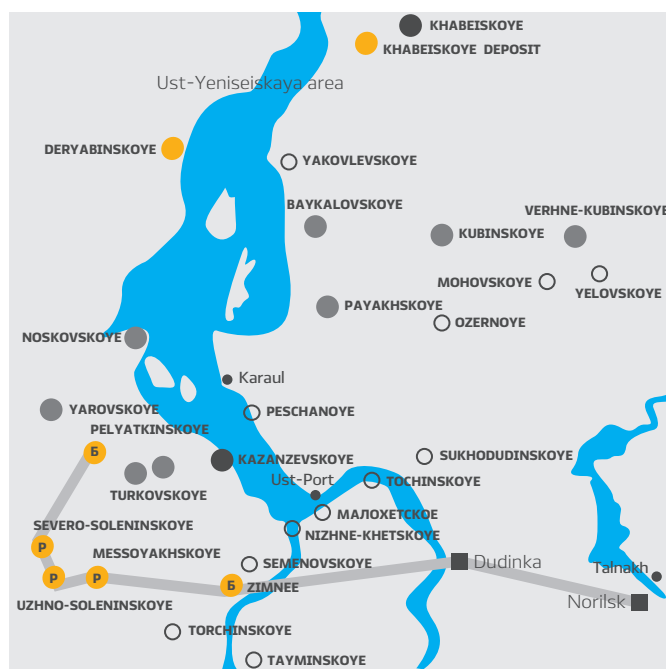 KHABEISKOYE
KHABEISKOYE DEPOSIT
Ust-Yeniseiskaya area
DERYABINSKOYE
YAKOVLEVSKOYE
BAYKALOVSKOYE
VERHNE-KUBINSKOYE
KUBINSKOYE
MOHOVSKOYE
YELOVSKOYE
PAYAKHSKOYE
OZERNOYE
NOSKOVSKOYE
Karaul
YAROVSKOYE
PESCHANOYE
PELYATKINSKOYE
Б
KAZANZEVSKOYE
SUKHODUDINSKOYE
Ust-Port
TOCHINSKOYE
TURKOVSKOYE
МАЛОХЕТСКОЕ
SEVERO-SOLENINSKOYE
NIZHNE-KHETSKOYE
Р
MESSOYAKHSKOYE
SEMENOVSKOYE
Dudinka
Talnakh
Р
Р
Б
ZIMNEE
UZHNO-SOLENINSKOYE
Norilsk
TORCHINSKOYE
TAYMINSKOYE